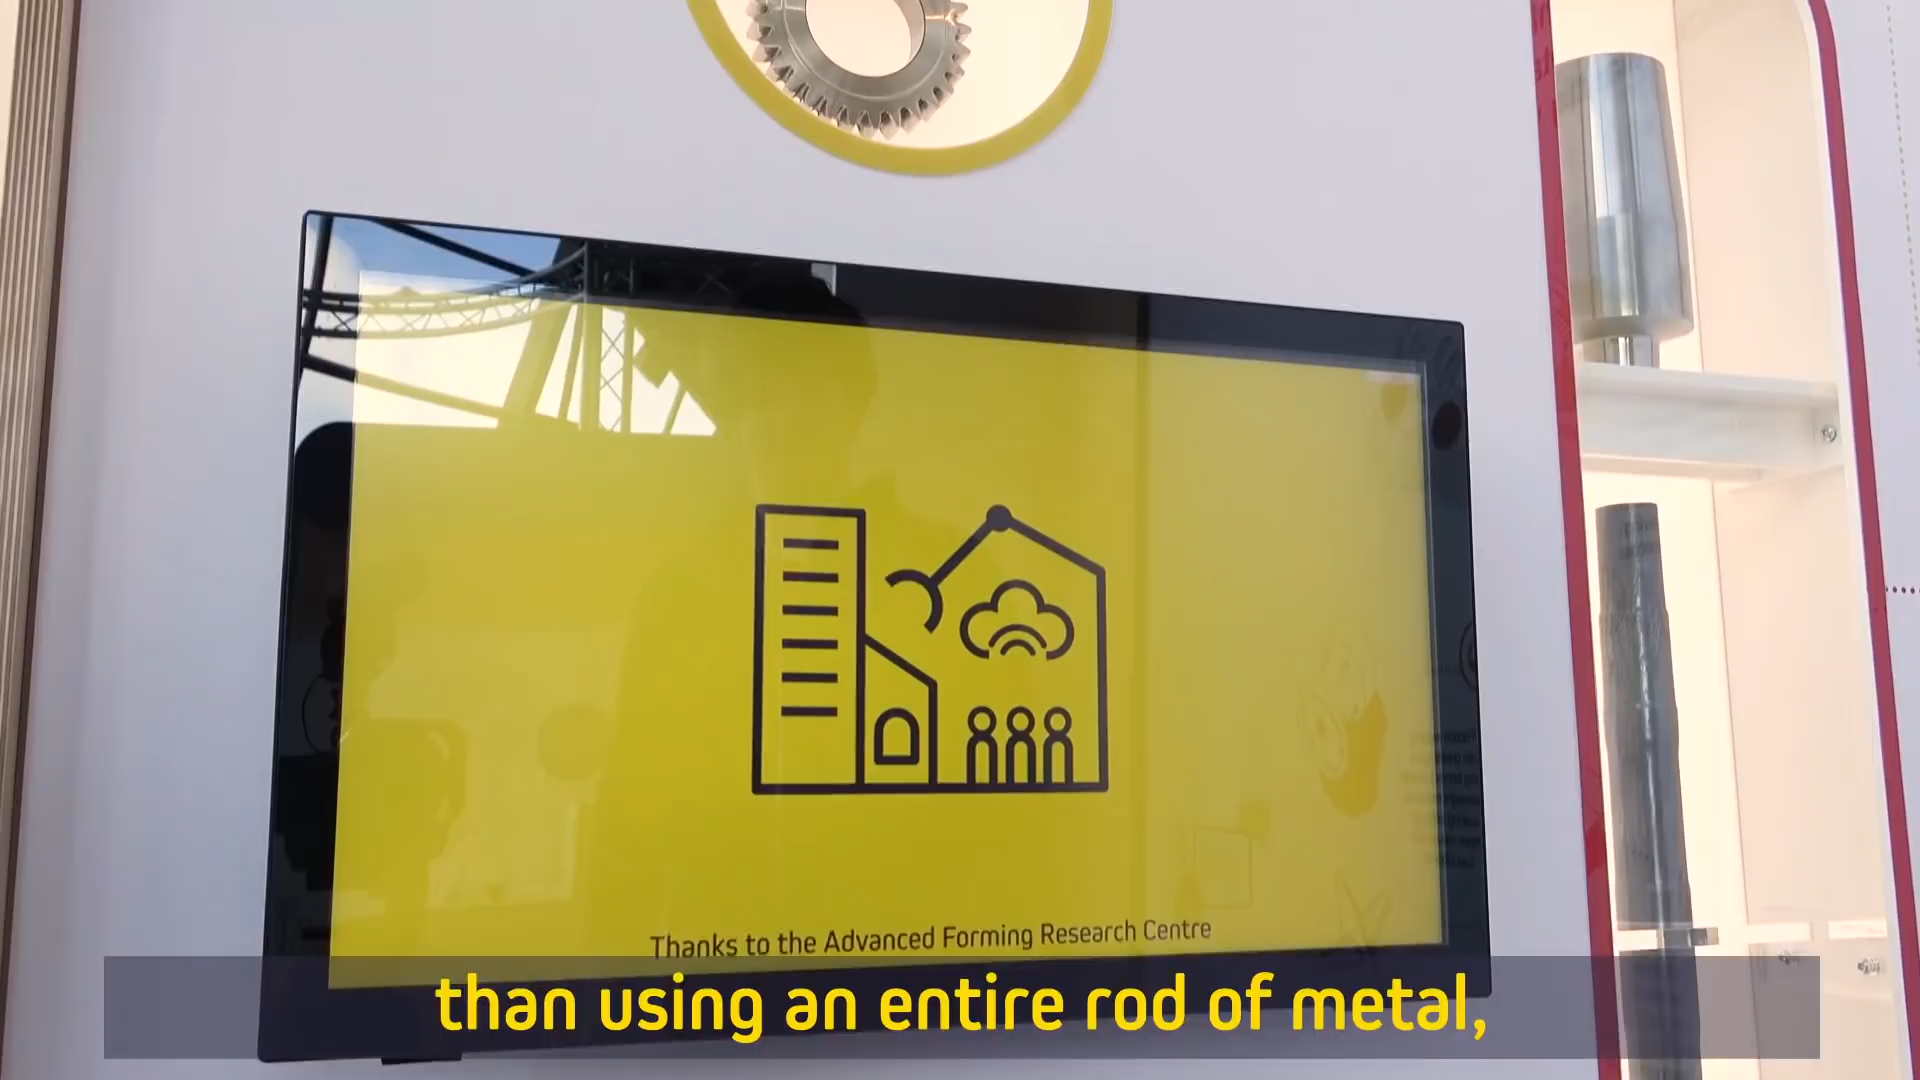 Thanks to the Advanced Forming Research Centre
than using an entire rod of metal,